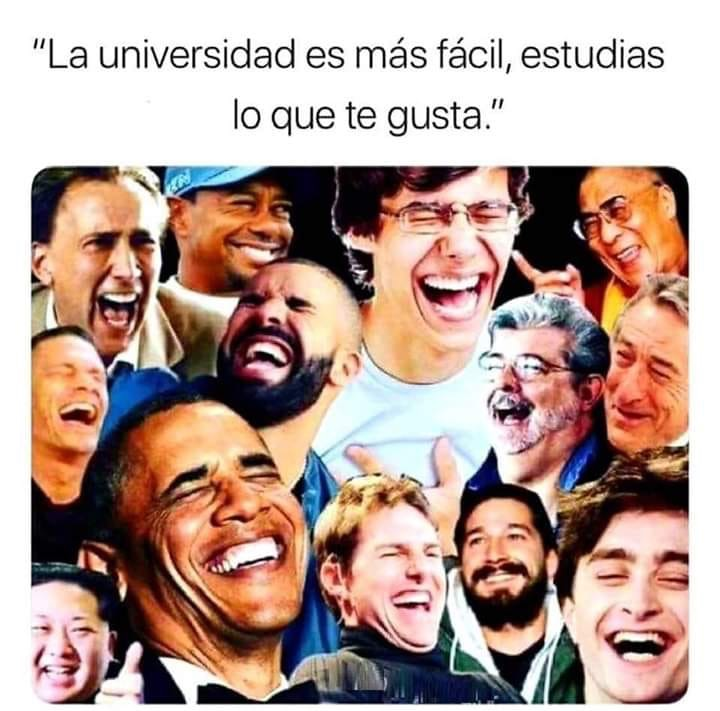 "La universidad es más fácil, estudias
lo que te gusta."